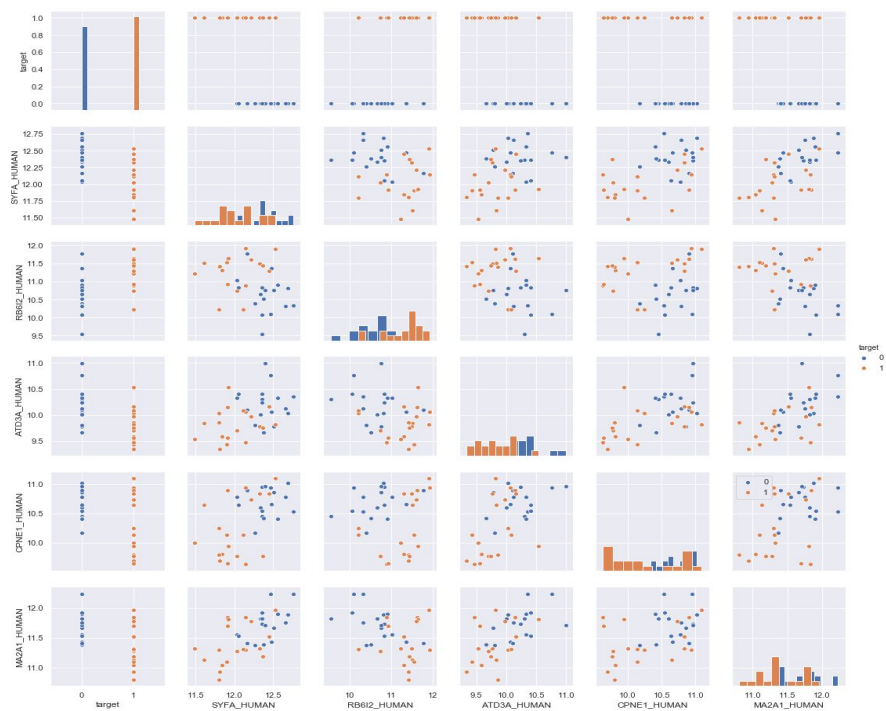 1.0
0.8
0.6
0.4
0.2
0.0
target
12.75
12.50
12.25
12.00
11.75
11.50
SYFA_HUMAN
12.0
11.5
11.0
10.5
10.0
9.5
RB6I2_HUMAN
target
0
1
11.0
10.5
10.0
9.5
ATD3A_HUMAN
11.0
10.5
10.0
CPNE1_HUMAN
0
1
12.0
11.5
11.0
MA2A1_HUMAN
0 1
11.5 12.0 12.5
10 11 12
9.5 10.0 10.5 11.0
10.0 10.5 11.0
11.0 11.5 12.0
target SYFA_HUMAN RB6I2_HUMAN ATD3A_HUMAN CPNE1_HUMAN MA2A1_HUMAN